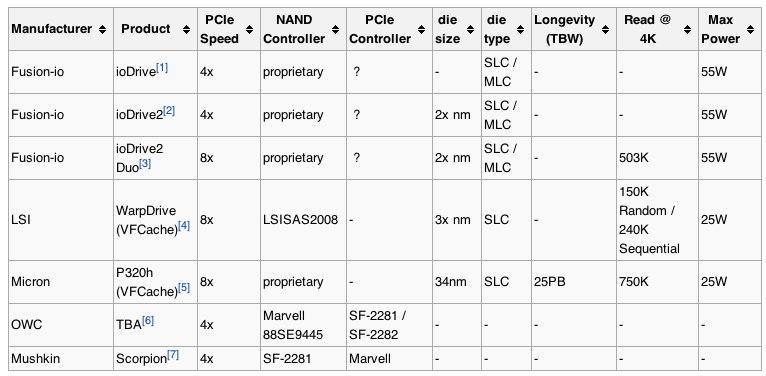 Manufacturer Product PCIe Speed NAND Controller PCIe Controller die size die type Longevity (TBW) Read @ 4K Max Power
Fusion-io ioDrive[1] 4x proprietary ? - SLC / MLC - - 55W
Fusion-io ioDrive2[2] 4x proprietary ? 2x nm SLC / MLC - - 55W
Fusion-io ioDrive2 Duo[3] 8x proprietary ? 2x nm SLC / MLC - 503K 55W
LSI WarpDrive (VFCache)[4] 8x LSISAS2008 - 3x nm SLC - 150K Random / 240K Sequential 25W
Micron P320h (VFCache)[5] 8x proprietary - 34nm SLC 25PB 750K 25W
OWC TBA[6] 4x Marvell 88SE9445 SF-2281 / SF-2282 - - - - -
Mushkin Scorpion[7] 4x SF-2281 Marvell - - - - -